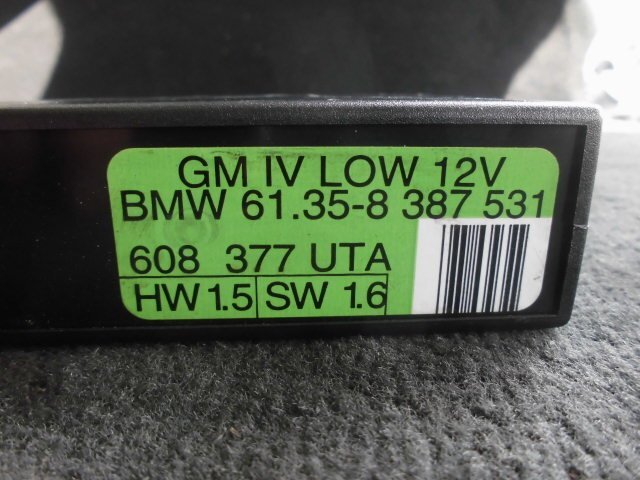 GM IV LOW 12V
BMW 61.35-8 387 531
608 377 UTA
HW 1.5 SW 1.6